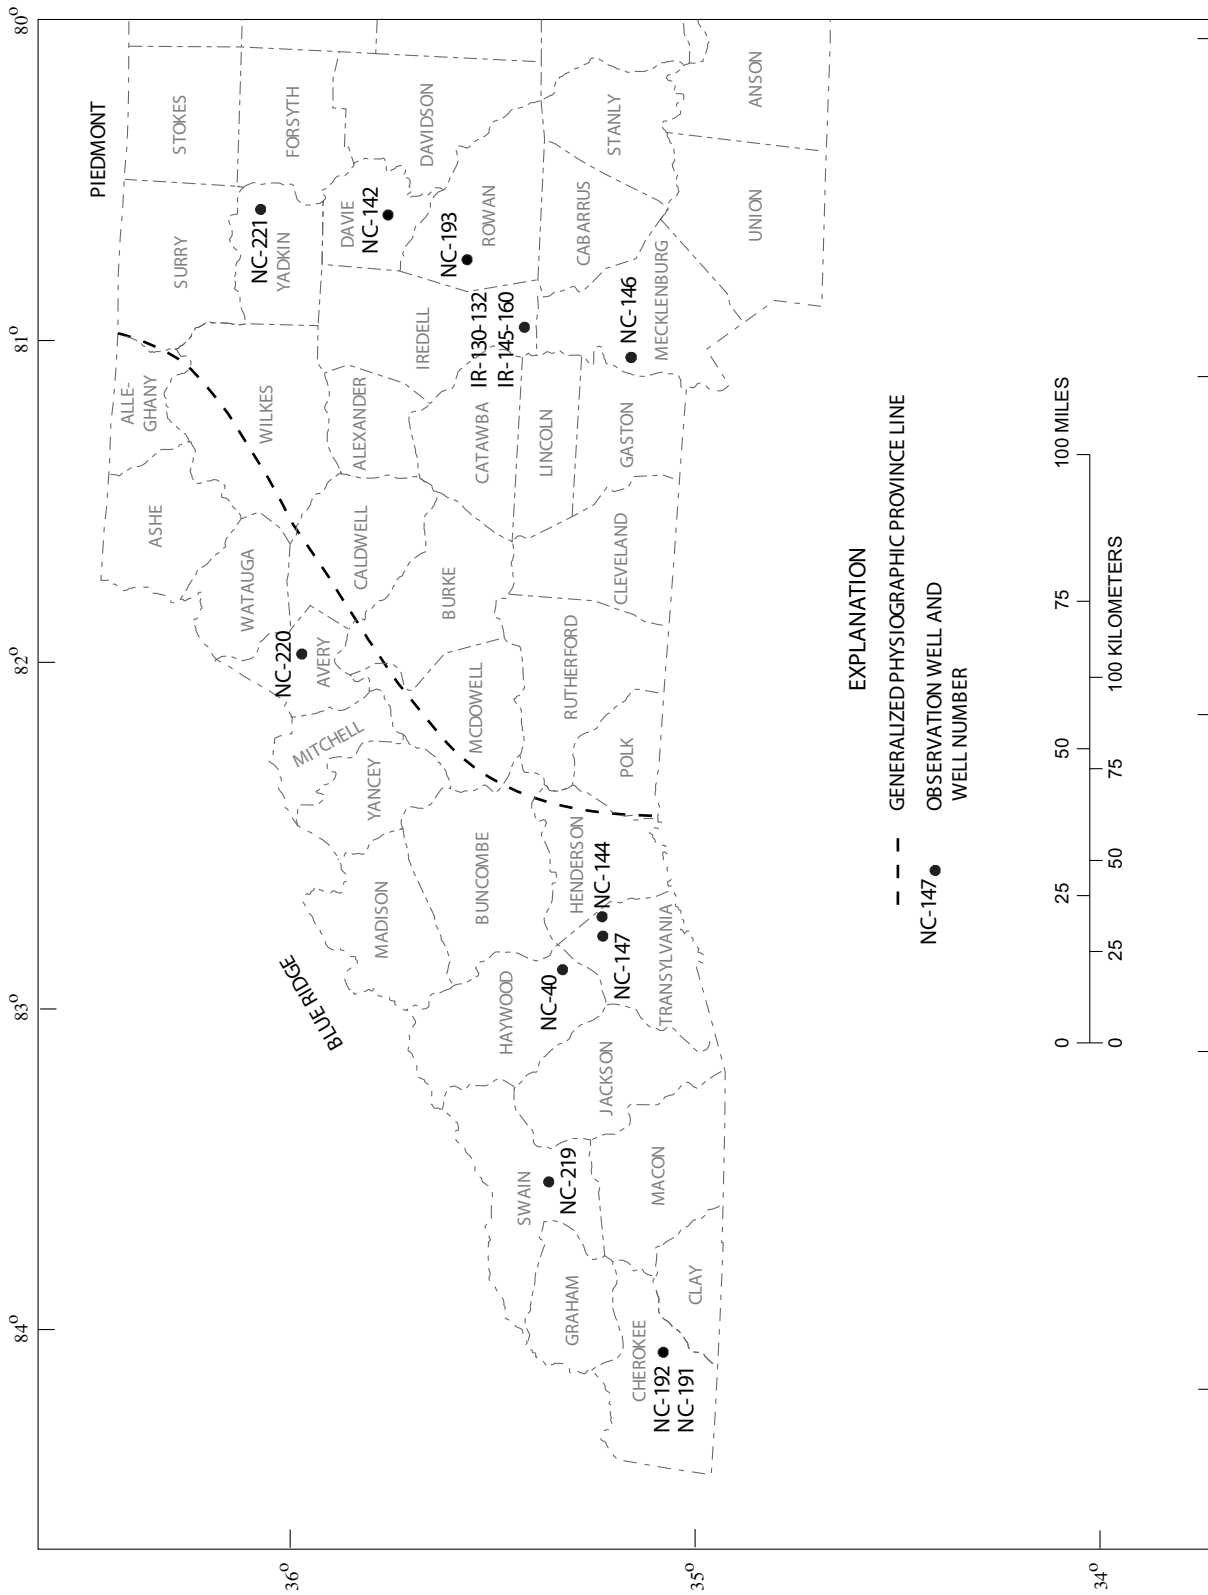 84°
83°
82°
81°
80°
36°
35°
34°
BLUE RIDGE
PIEDMONT
ASHE
ALLE-
GHANY
SURRY
STOKES
WATAUGA
WILKES
YADKIN
FORSYTH
NC-221
NC-220
AVERY
MITCHELL
YANCEY
MADISON
CALDWELL
ALEXANDER
IREDELL
DAVIE
NC-142
DAVIDSON
BURKE
MCDOWELL
BUNCOMBE
HAYWOOD
SWAIN
NC-219
CATAWBA
IR-130-132
IR-145-160
NC-193
ROWAN
GRAHAM
JACKSON
NC-40
HENDERSON
NC-144
NC-147
TRANSYLVANIA
RUTHERFORD
POLK
CLEVELAND
LINCOLN
GASTON
CABARRUS
STANLY
NC-146
MECKLENBURG
UNION
ANSON
CHEROKEE
NC-192
NC-191
CLAY
MACON
EXPLANATION
GENERALIZED PHYSIOGRAPHIC PROVINCE LINE
NC-147
OBSERVATION WELL AND
WELL NUMBER
0 25 50 75 100 MILES
0 25 50 75 100 KILOMETERS